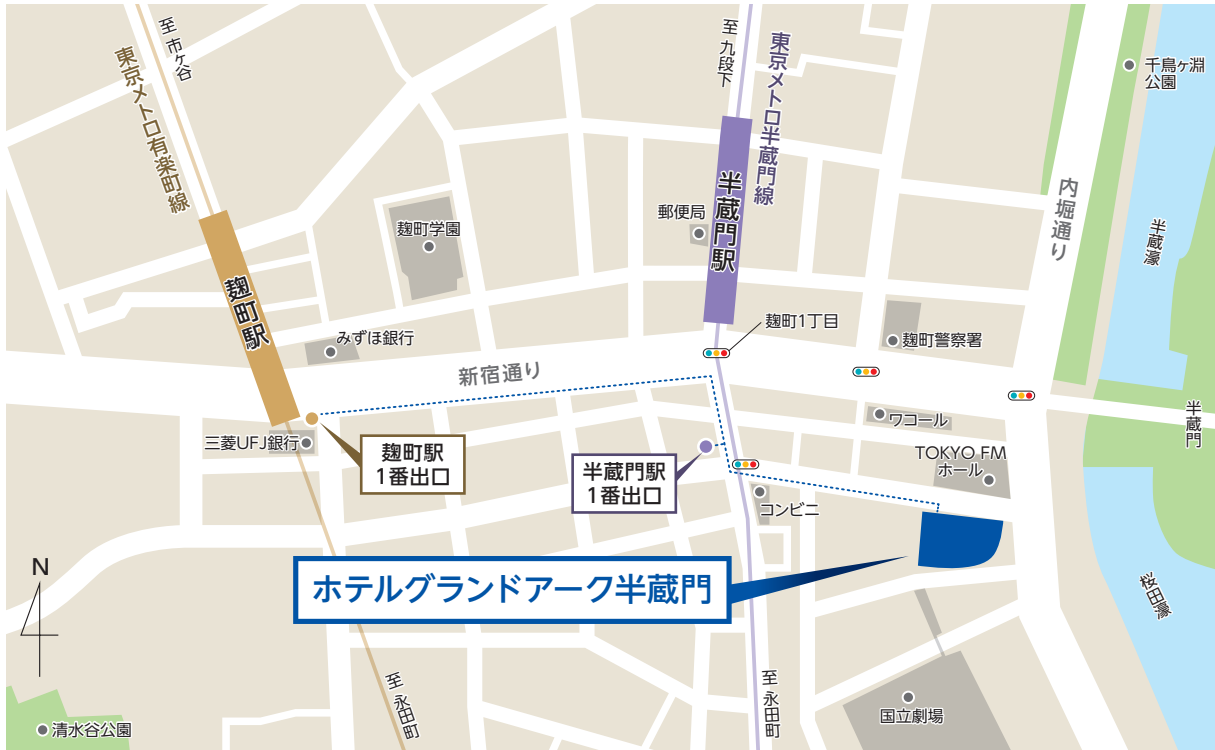 至 市ケ谷
東京メトロ有楽町線
至 九段下
東京メトロ半蔵門線
千鳥ヶ淵
公園
内堀通り
半蔵濠
郵便局
半蔵門駅
麹町学園
麹町駅
麹町1丁目
みずほ銀行
麹町警察署
新宿通り
半蔵門
ワコール
三菱UFJ銀行
麹町駅
1番出口
半蔵門駅
1番出口
TOKYO FM
ホール
コンビニ
N
ホテルグランドアーク半蔵門
桜田濠
至 永田町
至 永田町
国立劇場
清水谷公園